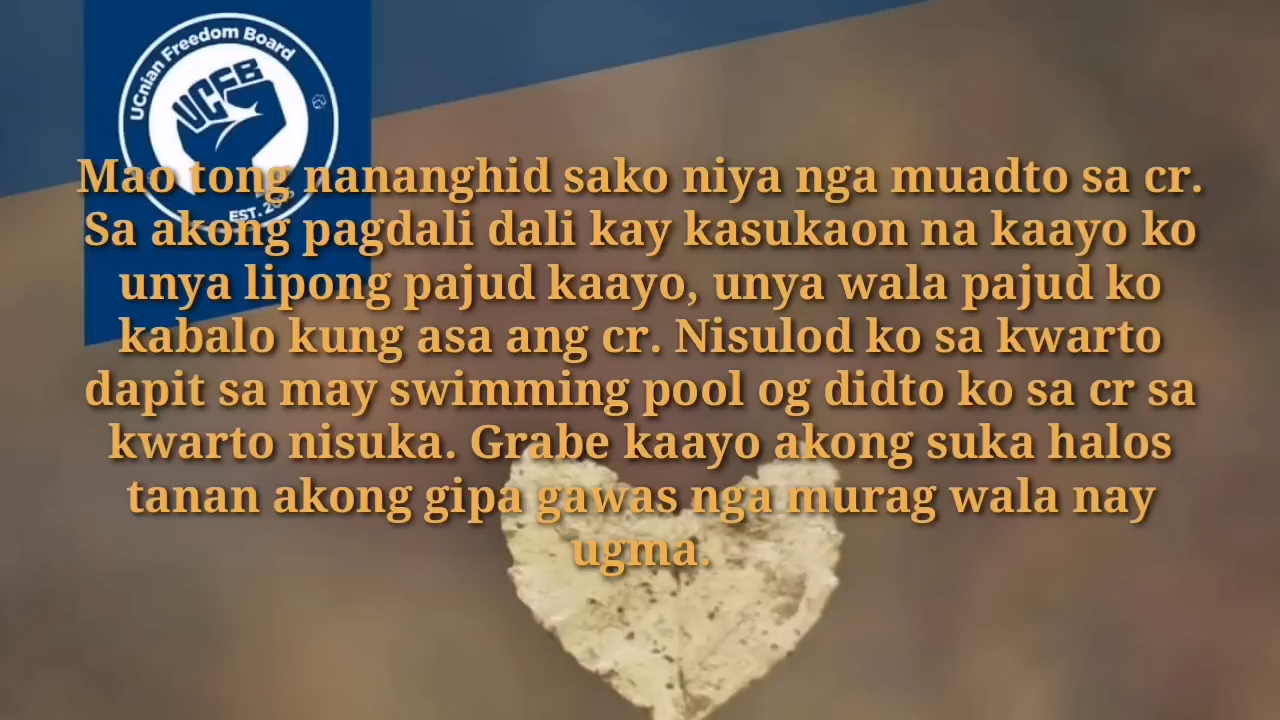 UCnian Freedom Board
UCFB
Mao tong nananghid sako niya nga muadto sa cr.
Sa akong pagdali dali kay kasukaon na kaayo ko
unya lipong pajud kaayo, unya wala pajud ko
kabalo kung asa ang cr. Nisulod ko sa kwarto
dapit sa may swimming pool og didto ko sa cr sa
kwarto nisuka. Grabe kaayo akong suka halos
tanan akong gipa gawas nga murag wala nay
ugma.
EST.